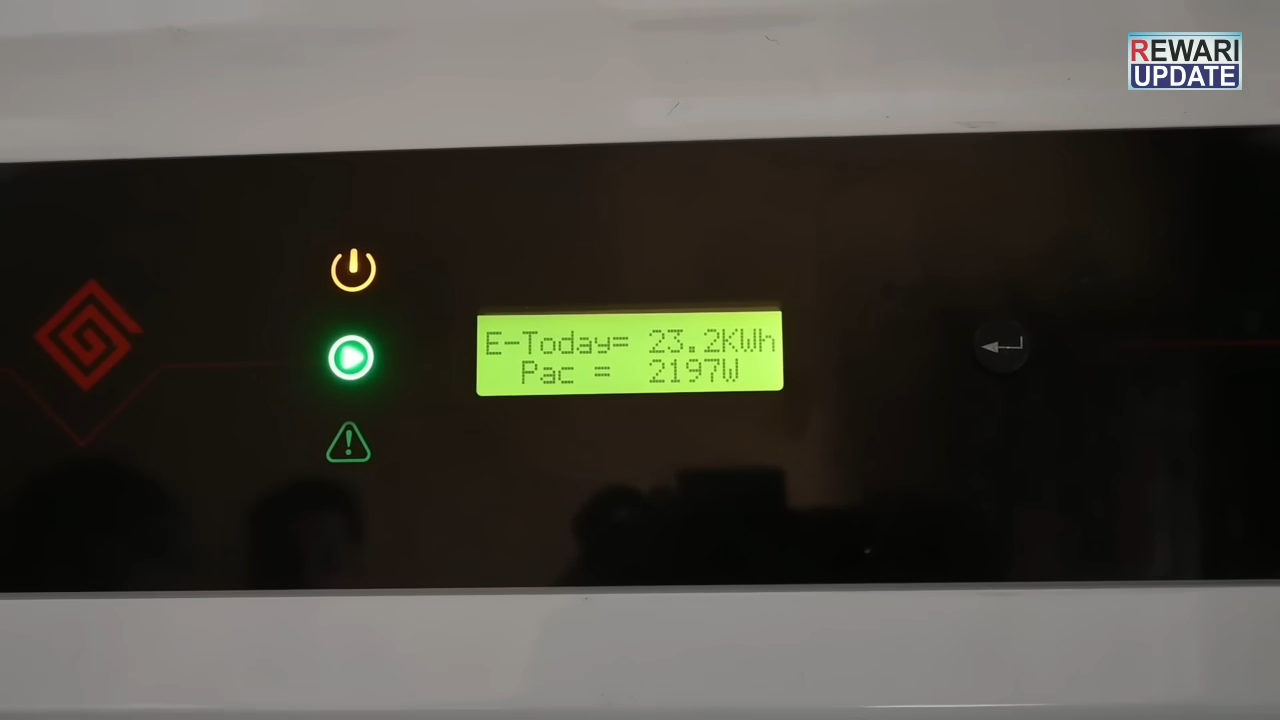 REWARI
UPDATE
E-Today= 23.2KWh
Pac = 2197W